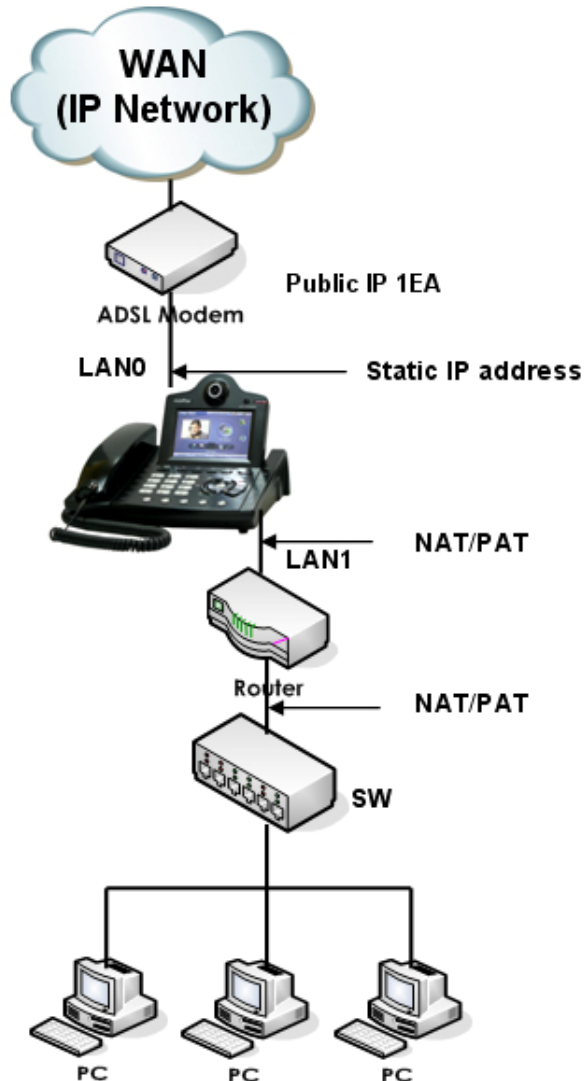 WAN
(IP Network)
Public IP 1EA
ADSL Modem
LAN0
Static IP address
NAT/PAT
LAN1
Router
NAT/PAT
SW
PC
PC
PC